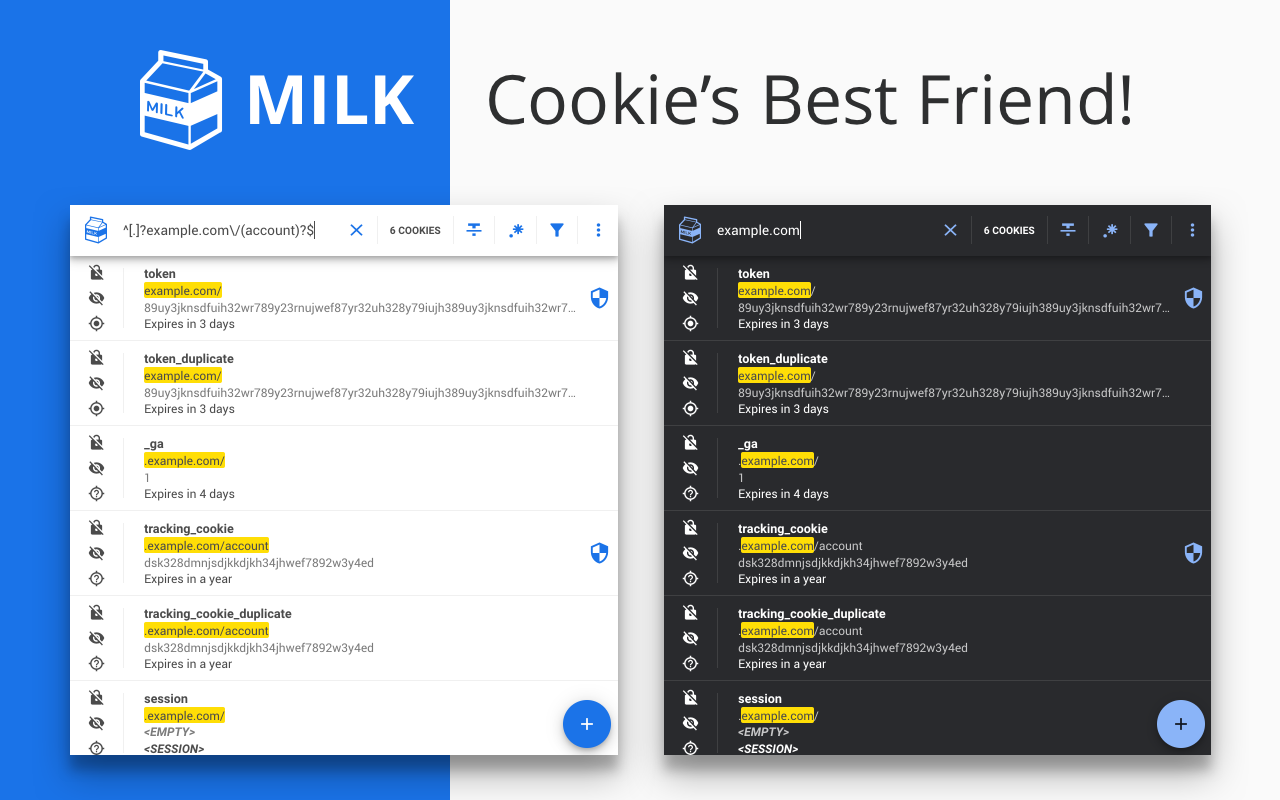 MILK
MILK
Cookie's Best Friend!
MILK
^[.]?example.com\/(account)?$
6 COOKIES
token
example.com/
89uy3jknsdfuih32wr789y23rnujwef87yr32uh328y79iujh389uy3jknsdfuih32wr7...
Expires in 3 days
token_duplicate
example.com/
89uy3jknsdfuih32wr789y23rnujwef87yr32uh328y79iujh389uy3jknsdfuih32wr7...
Expires in 3 days
_ga
.example.com/
1
Expires in 4 days
tracking_cookie
.example.com/account
dsk328dmnjsdjkkdjkh34jhwef7892w3y4ed
Expires in a year
tracking_cookie_duplicate
.example.com/account
dsk328dmnjsdjkkdjkh34jhwef7892w3y4ed
Expires in a year
session
.example.com/
<EMPTY>
<SESSION>
+
MILK
example.com
6 COOKIES
token
example.com/
89uy3jknsdfuih32wr789y23rnujwef87yr32uh328y79iujh389uy3jknsdfuih32wr7...
Expires in 3 days
token_duplicate
example.com/
89uy3jknsdfuih32wr789y23rnujwef87yr32uh328y79iujh389uy3jknsdfuih32wr7...
Expires in 3 days
_ga
.example.com/
1
Expires in 4 days
tracking_cookie
.example.com/account
dsk328dmnjsdjkkdjkh34jhwef7892w3y4ed
Expires in a year
tracking_cookie_duplicate
.example.com/account
dsk328dmnjsdjkkdjkh34jhwef7892w3y4ed
Expires in a year
session
.example.com/
<EMPTY>
<SESSION>
+